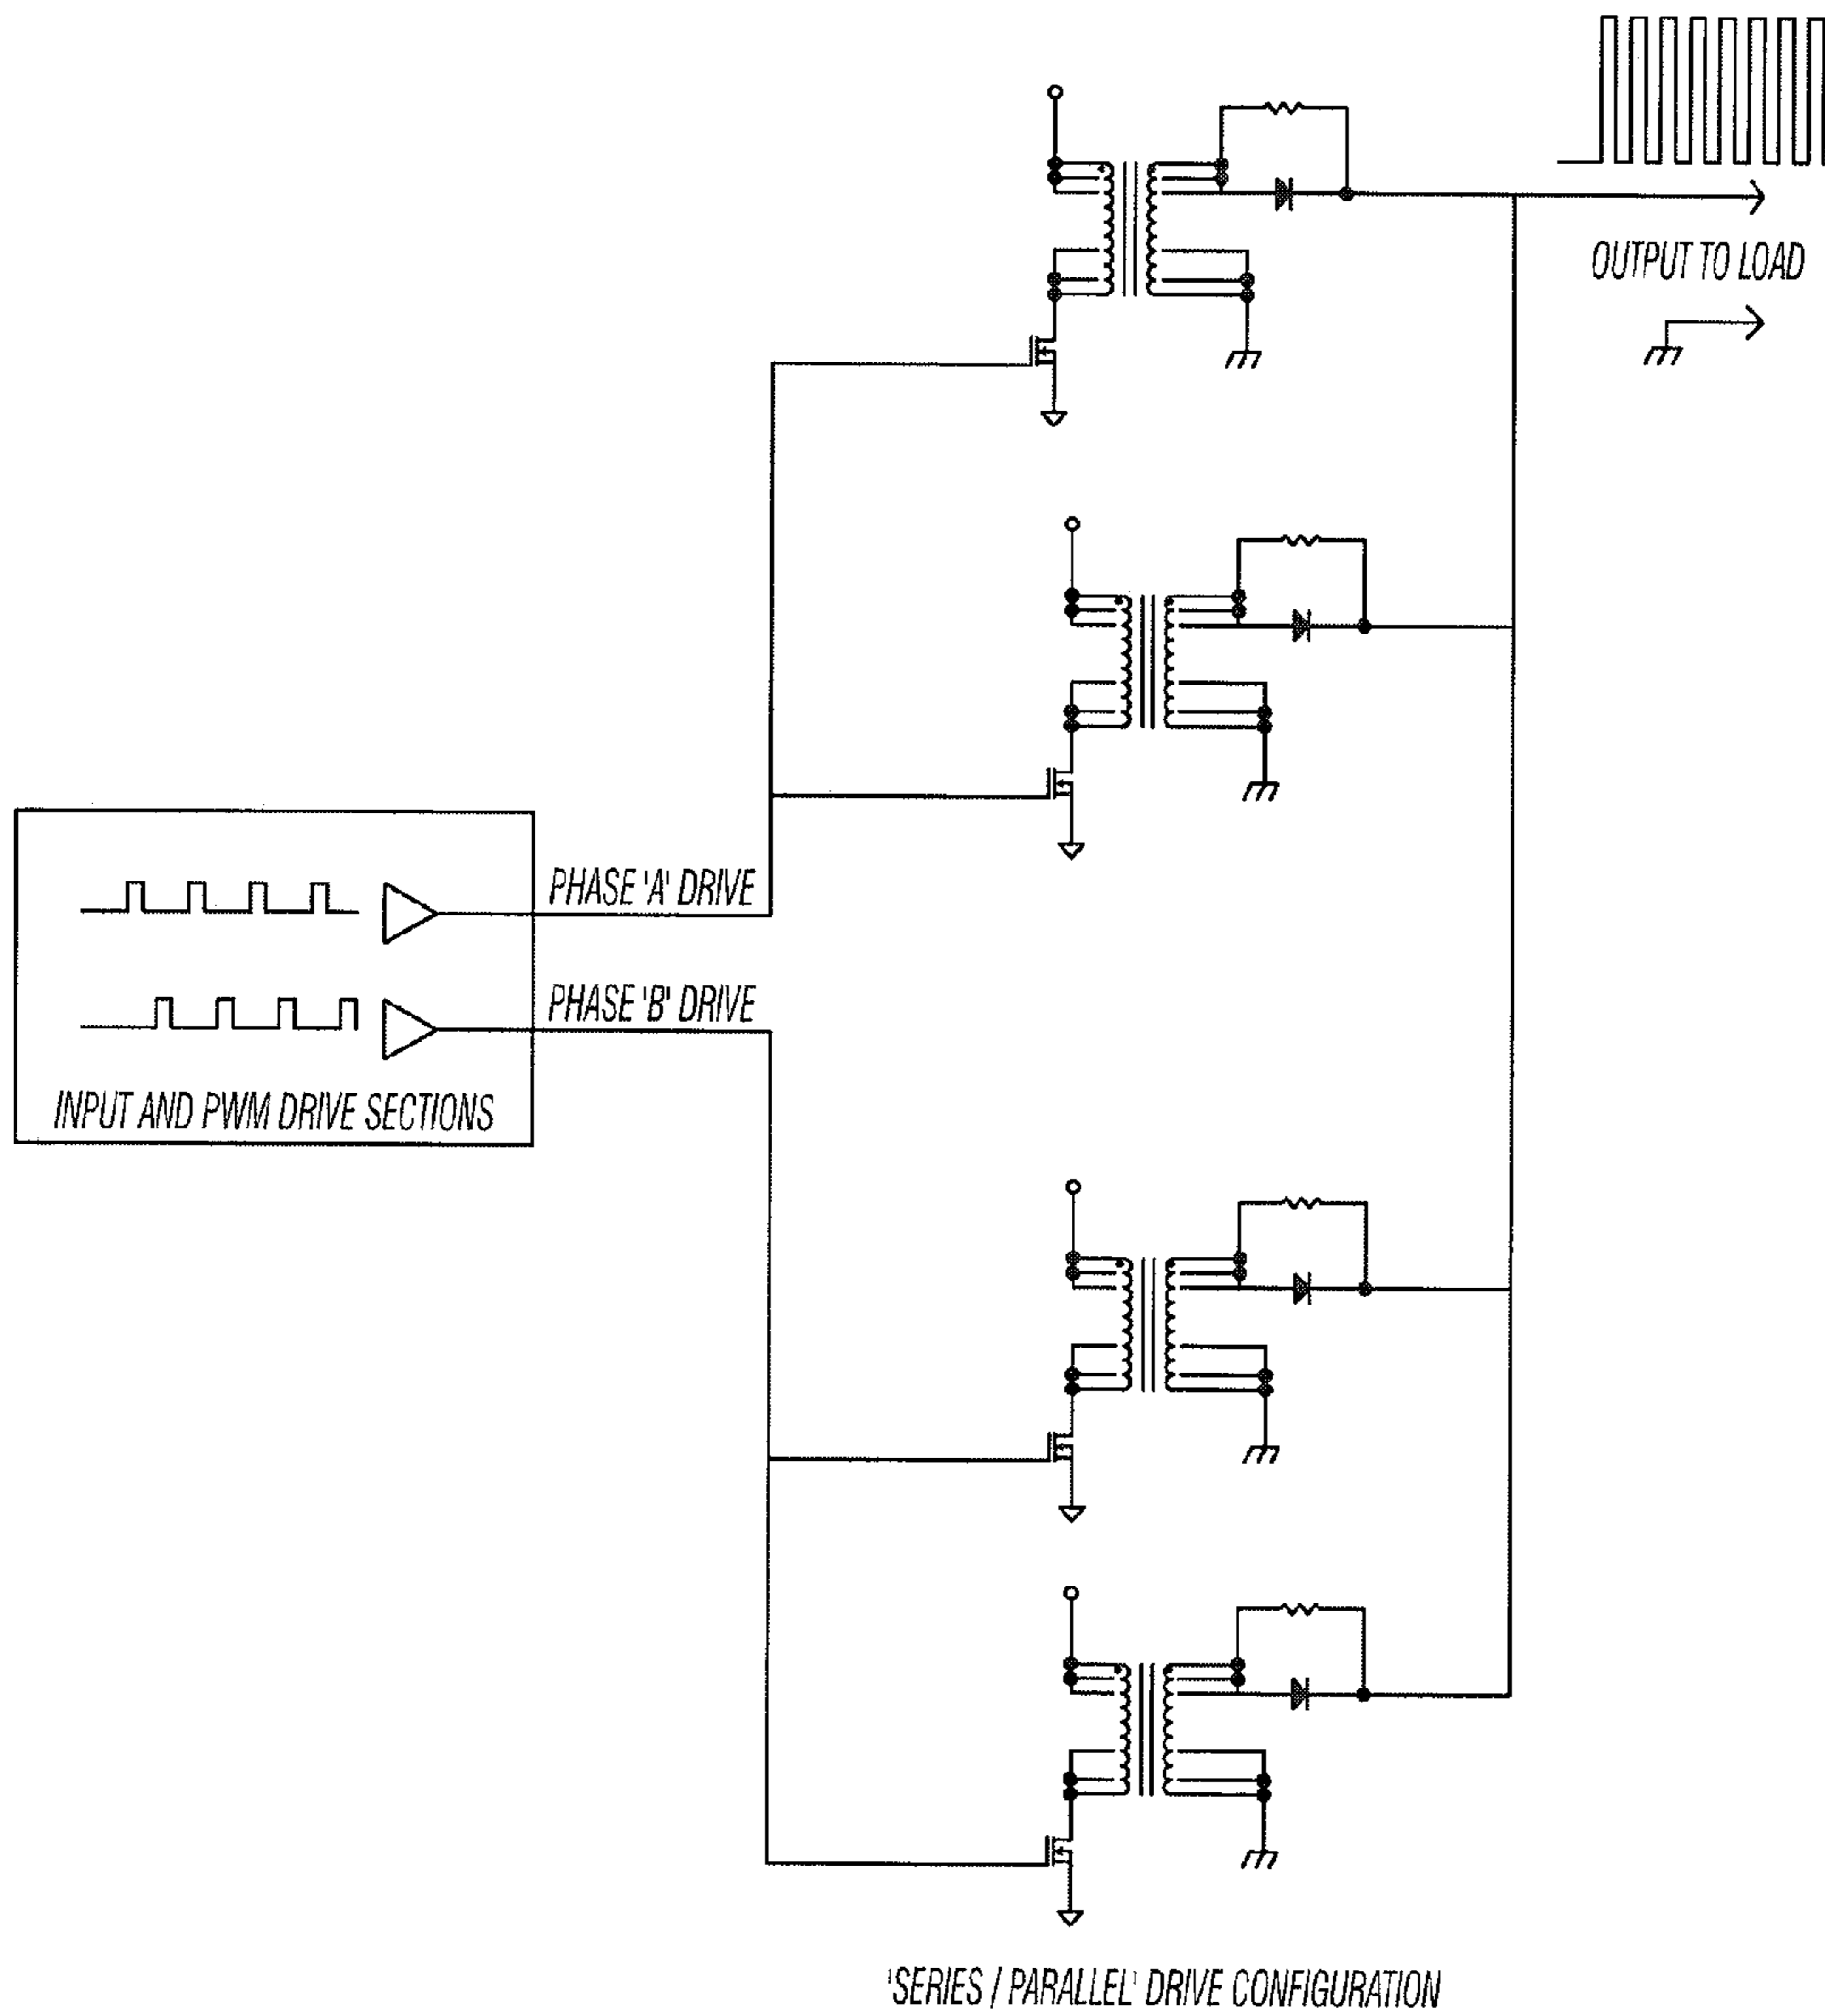 OUTPUT TO LOAD
PHASE 'A' DRIVE
PHASE 'B' DRIVE
INPUT AND PWM DRIVE SECTIONS
'SERIES / PARALLEL' DRIVE CONFIGURATION